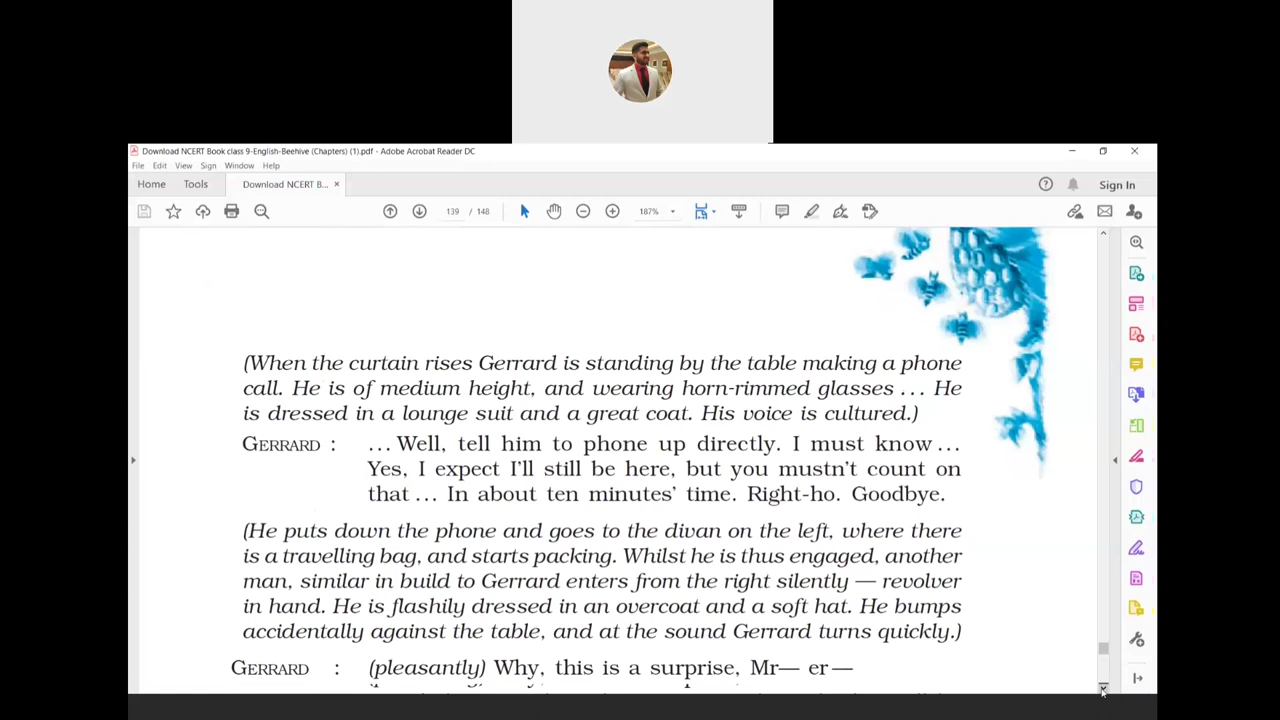 Download NCERT Book class 9-English-Beehive (Chapters) (1).pdf - Adobe Acrobat Reader DC
File Edit View Sign Window Help
Home Tools Download NCERT B... × Sign In
139 / 148 187%
(When the curtain rises Gerrard is standing by the table making a phone
call. He is of medium height, and wearing horn-rimmed glasses ... He
is dressed in a lounge suit and a great coat. His voice is cultured.)
GERRARD : ... Well, tell him to phone up directly. I must know ...
Yes, I expect I'll still be here, but you mustn't count on
that ... In about ten minutes' time. Right-ho. Goodbye.
(He puts down the phone and goes to the divan on the left, where there
is a travelling bag, and starts packing. Whilst he is thus engaged, another
man, similar in build to Gerrard enters from the right silently — revolver
in hand. He is flashily dressed in an overcoat and a soft hat. He bumps
accidentally against the table, and at the sound Gerrard turns quickly.)
GERRARD : (pleasantly) Why, this is a surprise, Mr— er—